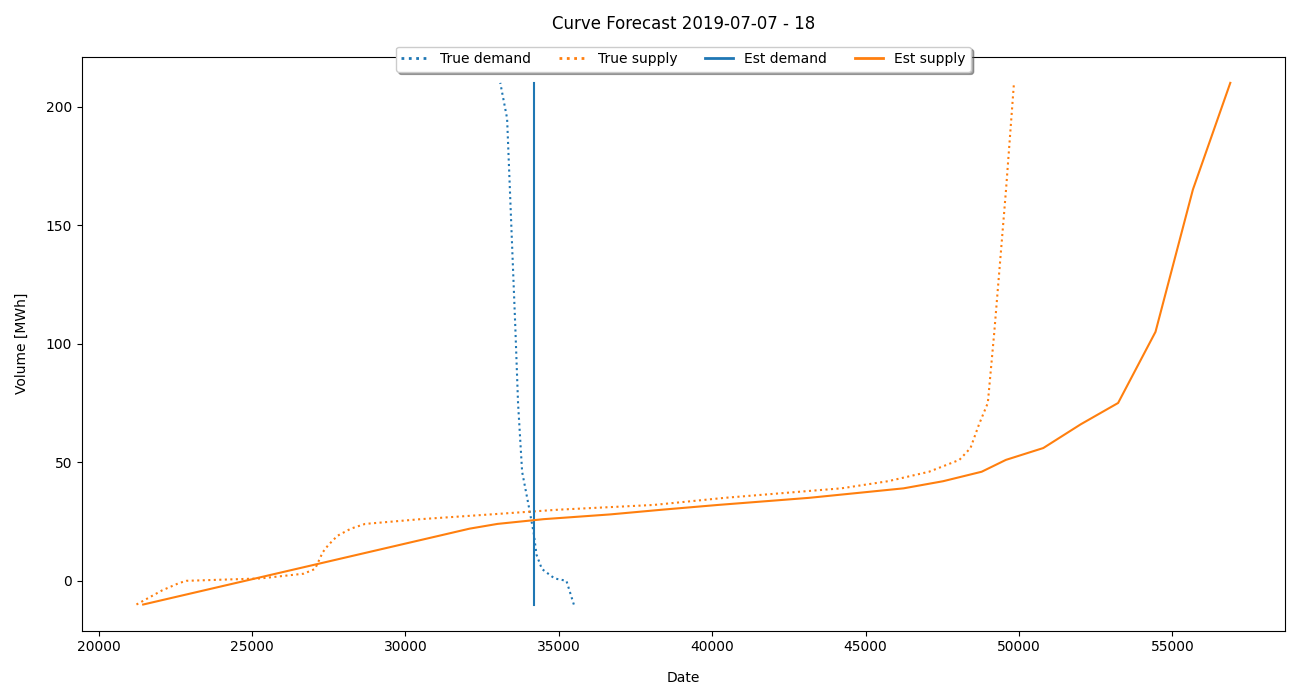 Curve Forecast 2019-07-07 - 18
True demand True supply Est demand Est supply
Volume [MWh]
200
150
100
50
0
20000 25000 30000 35000 40000 45000 50000 55000
Date